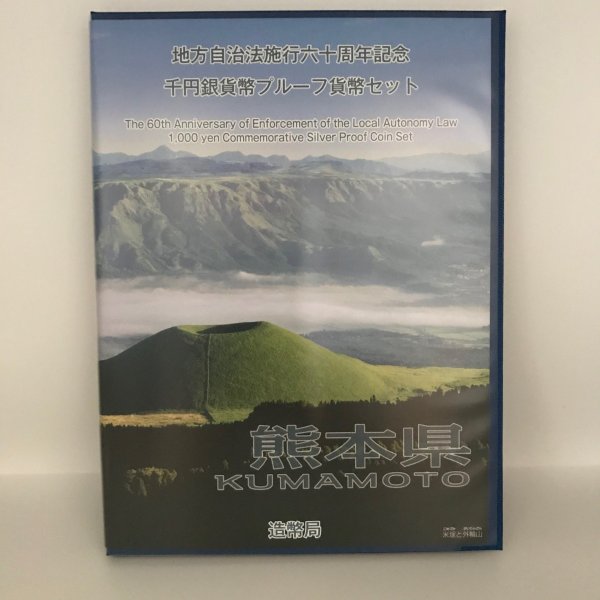 地方自治法施行六十周年記念
千円銀貨幣プルーフ貨幣セット
The 60th Anniversary of Enforcement of the Local Autonomy Law
1,000 yen Commemorative Silver Proof Coin Set
熊本県
KUMAMOTO
造幣局
米塚と外輪山